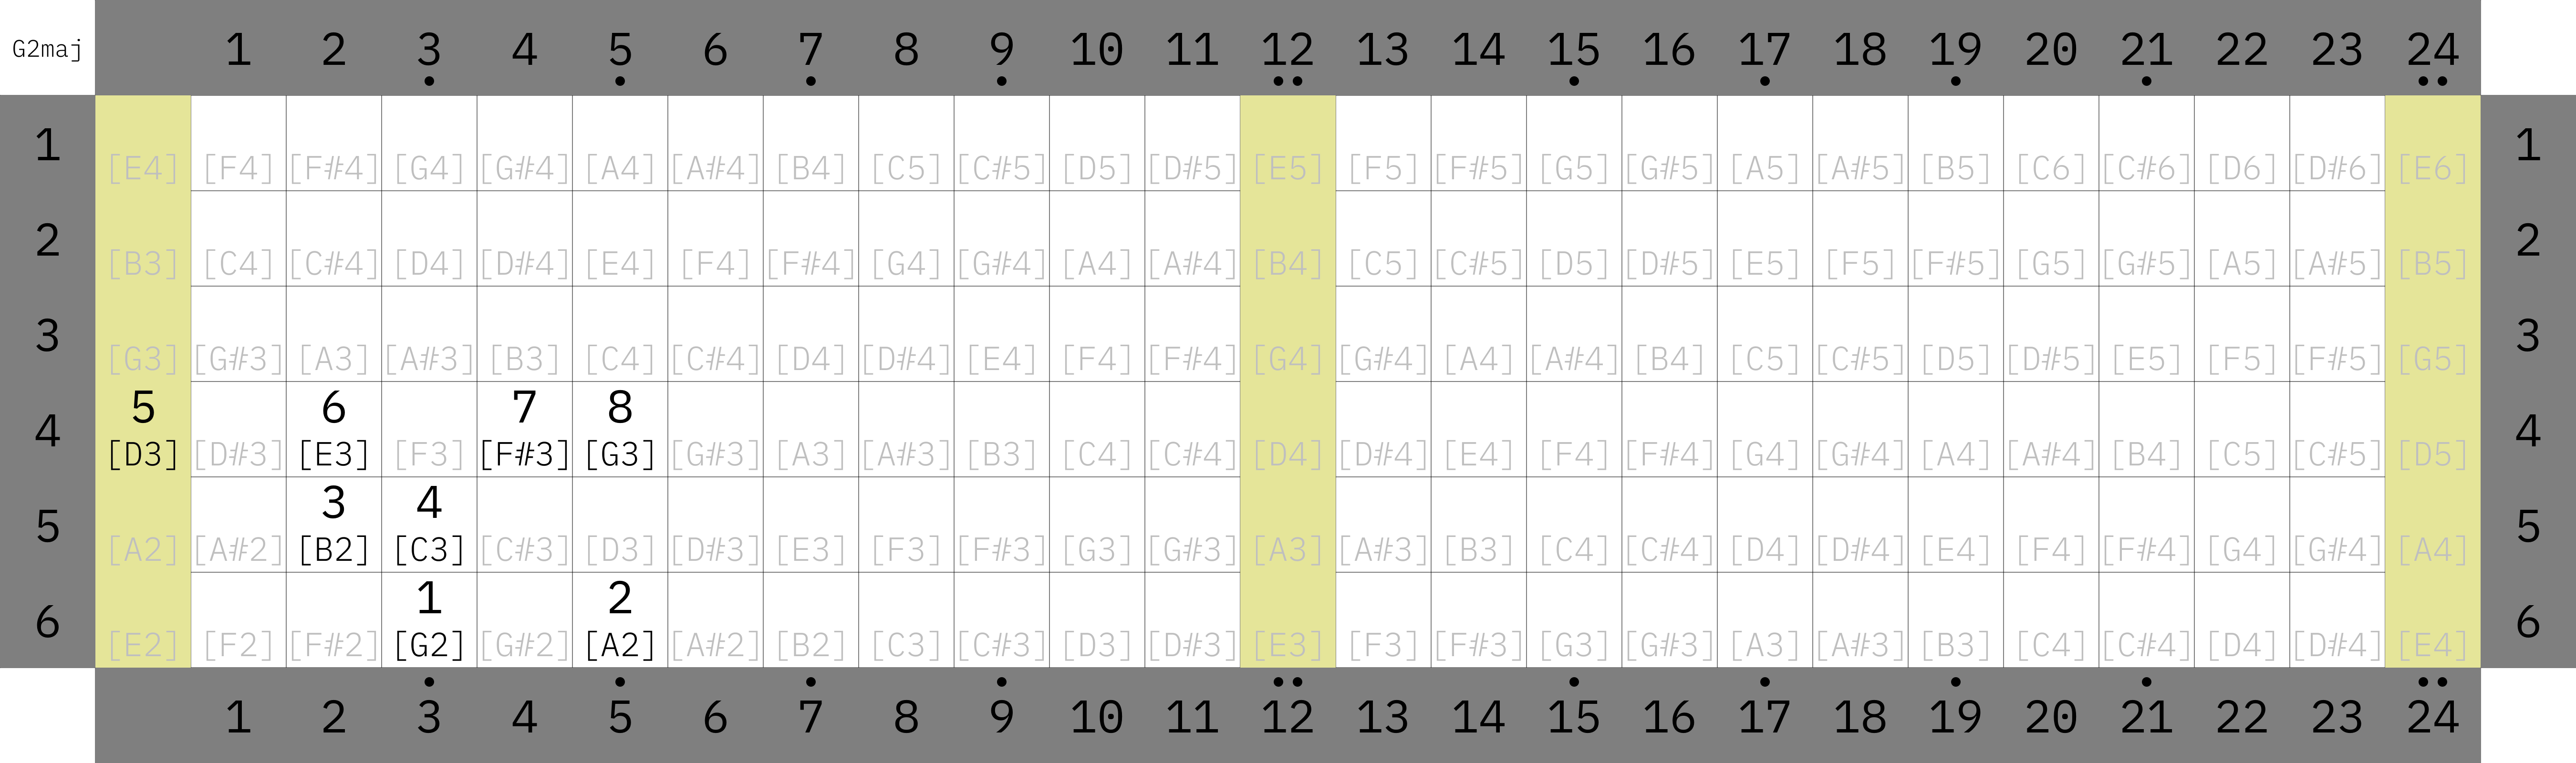 G2maj 1 2 3 4 5 6 7 8 9 10 11 12 13 14 15 16 17 18 19 20 21 22 23 24
1 [E4] [F4] [F#4] [G4] [G#4] [A4] [A#4] [B4] [C5] [C#5] [D5] [D#5] [E5] [F5] [F#5] [G5] [G#5] [A5] [A#5] [B5] [C6] [C#6] [D6] [D#6] [E6] 1
2 [B3] [C4] [C#4] [D4] [D#4] [E4] [F4] [F#4] [G4] [G#4] [A4] [A#4] [B4] [C5] [C#5] [D5] [D#5] [E5] [F5] [F#5] [G5] [G#5] [A5] [A#5] [B5] 2
3 [G3] [G#3] [A3] [A#3] [B3] [C4] [C#4] [D4] [D#4] [E4] [F4] [F#4] [G4] [G#4] [A4] [A#4] [B4] [C5] [C#5] [D5] [D#5] [E5] [F5] [F#5] [G5] 3
5 6 7 8
4 [D3] [D#3] [E3] [F3] [F#3] [G3] [G#3] [A3] [A#3] [B3] [C4] [C#4] [D4] [D#4] [E4] [F4] [F#4] [G4] [G#4] [A4] [A#4] [B4] [C5] [C#5] [D5] 4
3 4
5 [A2] [A#2] [B2] [C3] [C#3] [D3] [D#3] [E3] [F3] [F#3] [G3] [G#3] [A3] [A#3] [B3] [C4] [C#4] [D4] [D#4] [E4] [F4] [F#4] [G4] [G#4] [A4] 5
1 2
6 [E2] [F2] [F#2] [G2] [G#2] [A2] [A#2] [B2] [C3] [C#3] [D3] [D#3] [E3] [F3] [F#3] [G3] [G#3] [A3] [A#3] [B3] [C4] [C#4] [D4] [D#4] [E4] 6
1 2 3 4 5 6 7 8 9 10 11 12 13 14 15 16 17 18 19 20 21 22 23 24